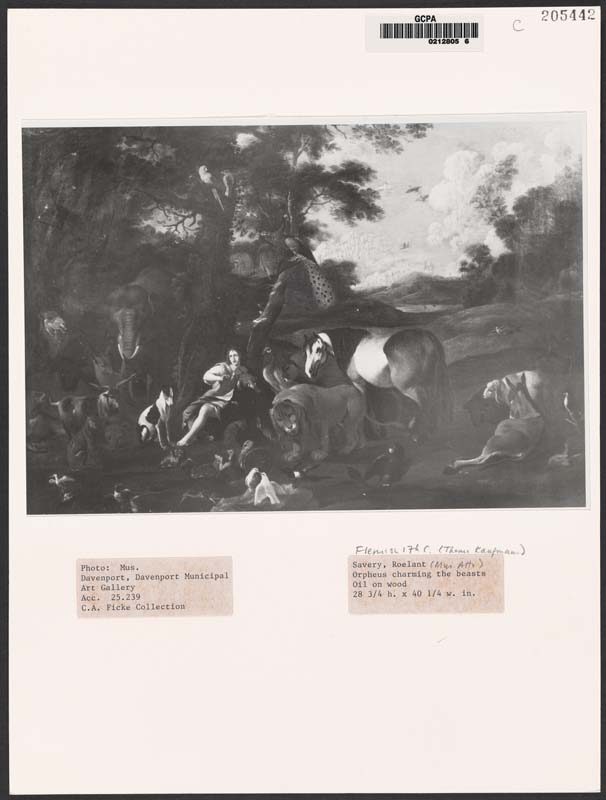 GCPA
0212805 6
C
205442
Flemish 17th C. (Thomas Kaufmann)
Photo:  Mus.
Davenport, Davenport Municipal
Art Gallery
Acc.  25.239
C.A. Ficke Collection
Savery, Roelant (Mus Attr.)
Orpheus charming the beasts
Oil on wood
28 3/4 h. x 40 1/4 w. in.